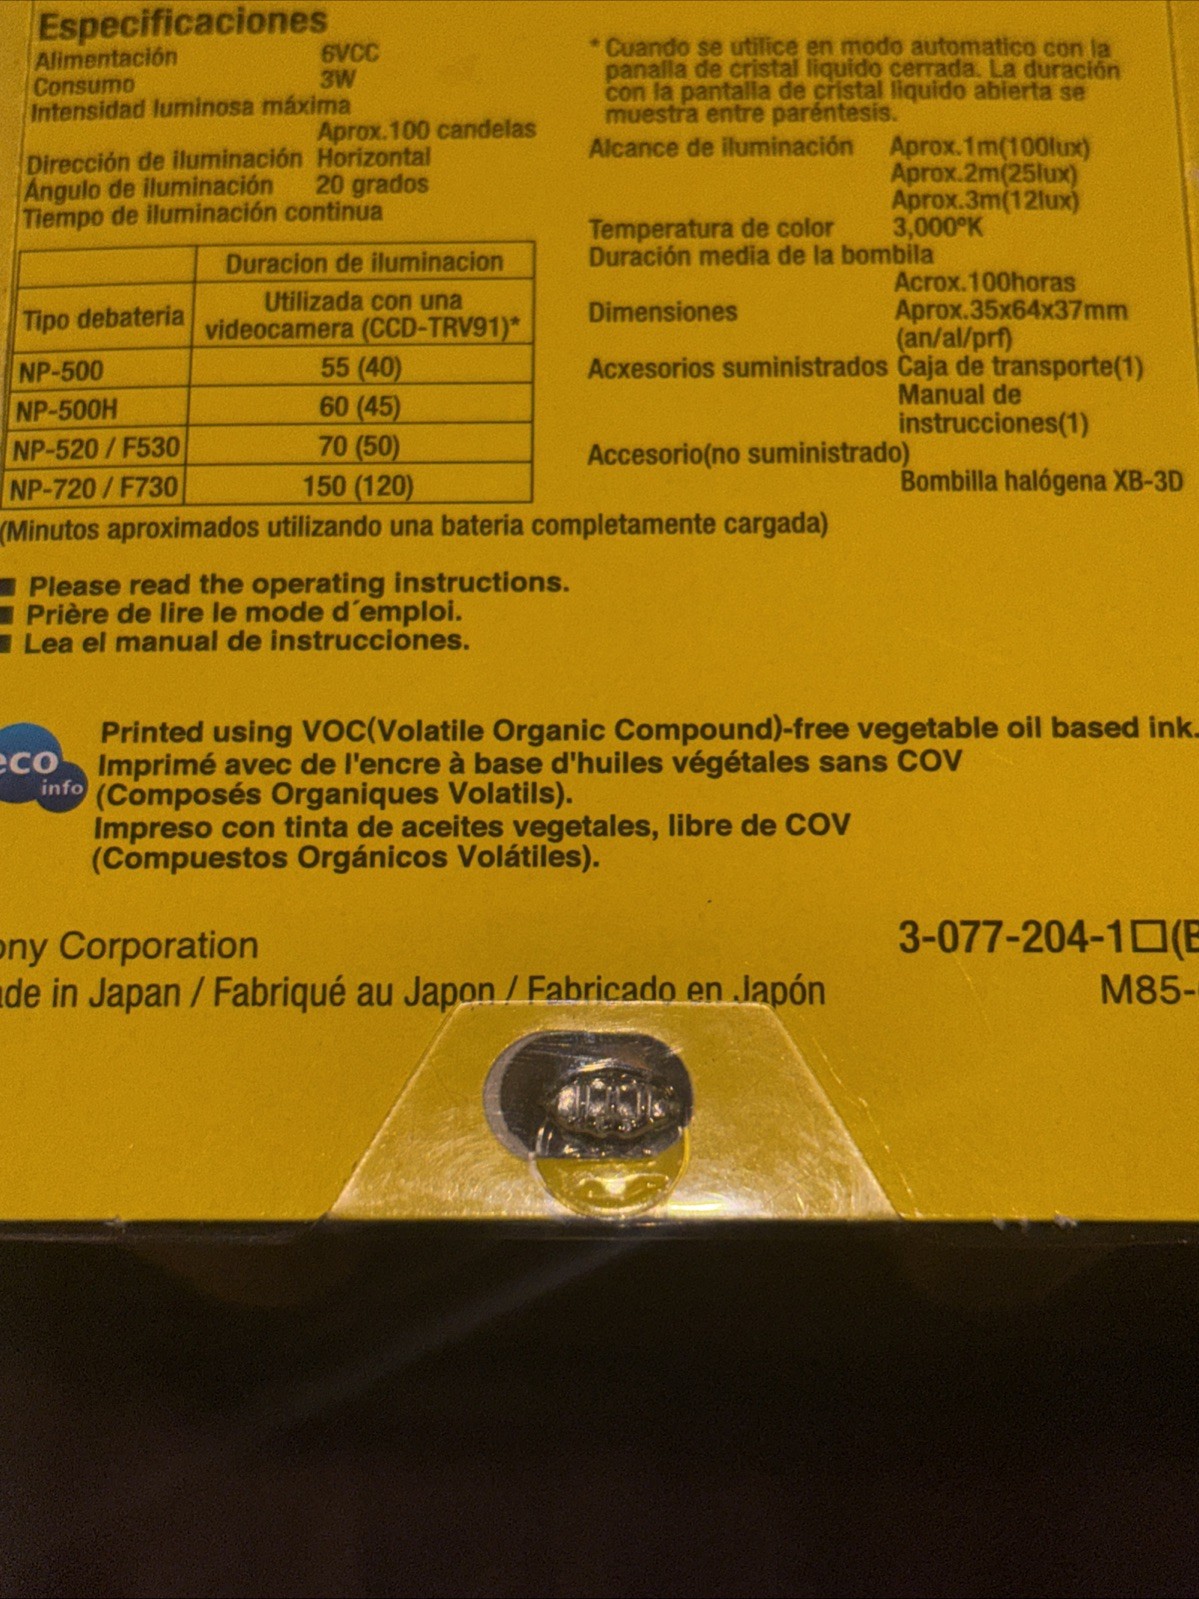 Especificaciones
Alimentación 6VCC
Consumo 3W
Intensidad luminosa máxima
Aprox.100 candelas
Dirección de iluminación Horizontal
Ángulo de iluminación 20 grados
Tiempo de iluminación continua
Duracion de iluminacion
Tipo debateria Utilizada con una
videocamera (CCD-TRV91)*
NP-500 55 (40)
NP-500H 60 (45)
NP-520 / F530 70 (50)
NP-720 / F730 150 (120)
(Minutos aproximados utilizando una bateria completamente cargada)
* Cuando se utilice en modo automatico con la
panalla de cristal liquido cerrada. La duración
con la pantalla de cristal liquido abierta se
muestra entre paréntesis.
Alcance de iluminación Aprox.1m(100lux)
Aprox.2m(25lux)
Aprox.3m(12lux)
Temperatura de color 3,000ºK
Duración media de la bombila
Acrox.100horas
Dimensiones Aprox.35x64x37mm
(an/al/prf)
Acxesorios suministrados Caja de transporte(1)
Manual de
instrucciones(1)
Accesorio(no suministrado)
Bombilla halógena XB-3D
■ Please read the operating instructions.
■ Prière de lire le mode d´emploi.
■ Lea el manual de instrucciones.
eco
info
Printed using VOC(Volatile Organic Compound)-free vegetable oil based ink.
Imprimé avec de l'encre à base d'huiles végétales sans COV
(Composés Organiques Volatils).
Impreso con tinta de aceites vegetales, libre de COV
(Compuestos Orgánicos Volátiles).
ony Corporation
ade in Japan / Fabriqué au Japon / Fabricado en Japón
3-077-204-1□(B
M85-